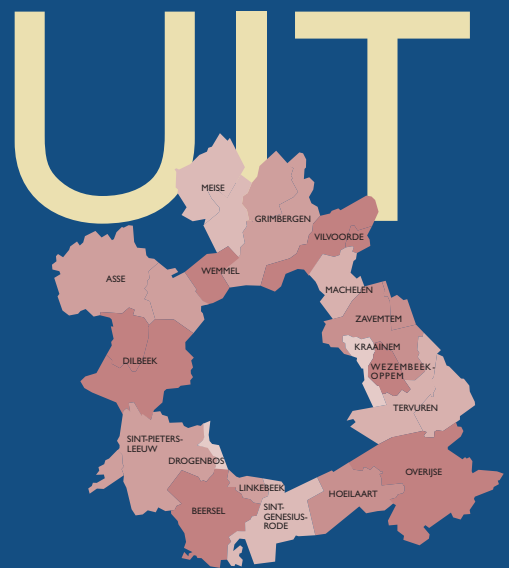 UIT
MEISE
GRIMBERGEN
VILVOORDE
WEMMEL
ASSE
MACHELEN
ZAVEMTEM
KRAAINEM
DILBEEK
WEZEMBEEK-
OPPEM
TERVUREN
SINT-PIETERS-
LEEUW
DROGENBOS
OVERIJSE
LINKEBEEK
HOEILAART
BEERSEL
SINT-
GENESIUS-
RODE